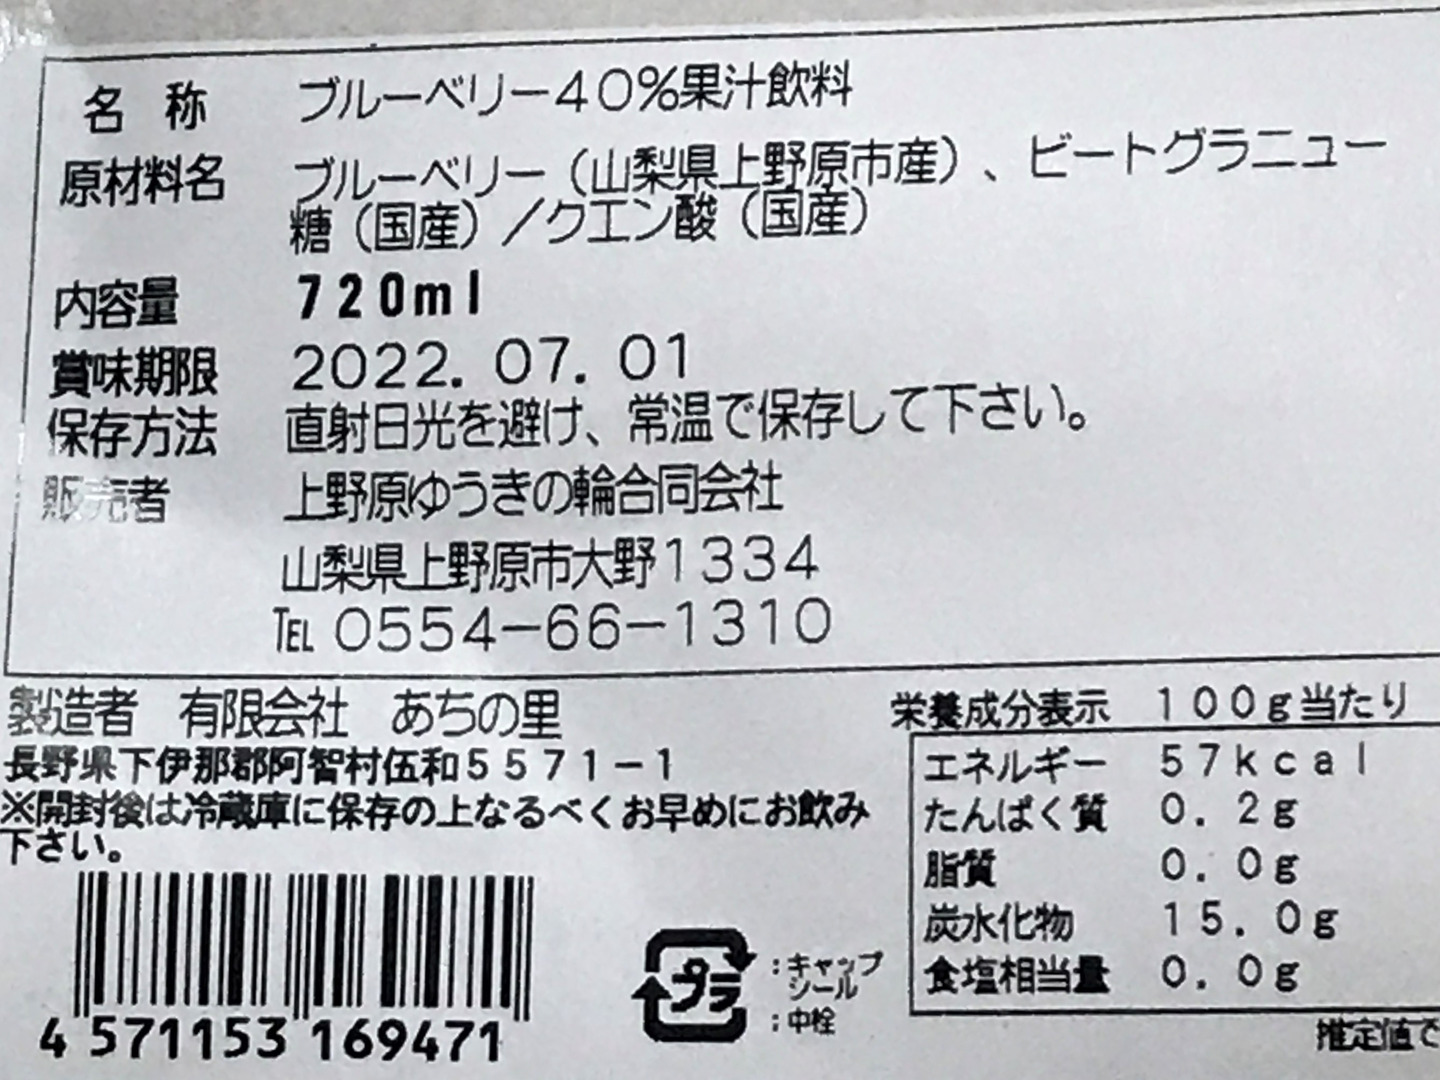 名 称 ブルーベリー40%果汁飲料
原材料名 ブルーベリー（山梨県上野原市産）、ビートグラニュー
糖（国産）／クエン酸（国産）
内容量 720ml
賞味期限 2022.07.01
保存方法 直射日光を避け、常温で保存して下さい。
販売者 上野原ゆうきの輪合同会社
山梨県上野原市大野1334
TEL 0554－66－1310
製造者 有限会社 あちの里
長野県下伊那郡阿智村伍和5571－1
※開封後は冷蔵庫に保存の上なるべくお早めにお飲み
下さい。
4 571153 169471
プラ
：キャップ
シール
：中栓
栄養成分表示 100g当たり
エネルギー 57kcal
たんぱく質 0.2g
脂質 0.0g
炭水化物 15.0g
食塩相当量 0.0g
推定値で